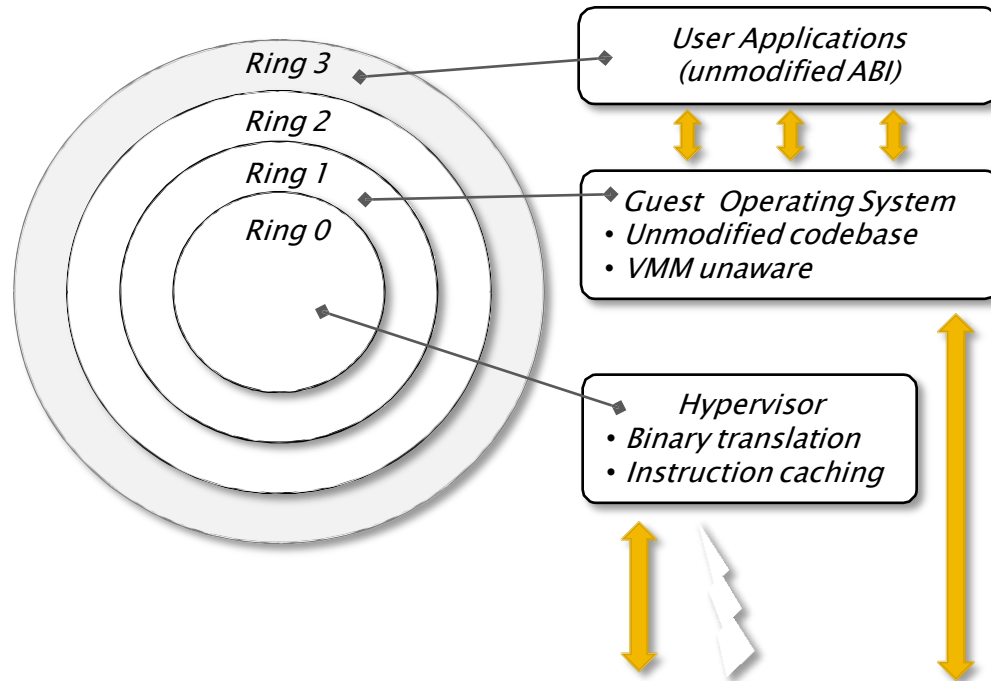 Ring 3
Ring 2
Ring 1
Ring 0
User Applications
(unmodified ABI)
Guest Operating System
• Unmodified codebase
• VMM unaware
Hypervisor
• Binary translation
• Instruction caching